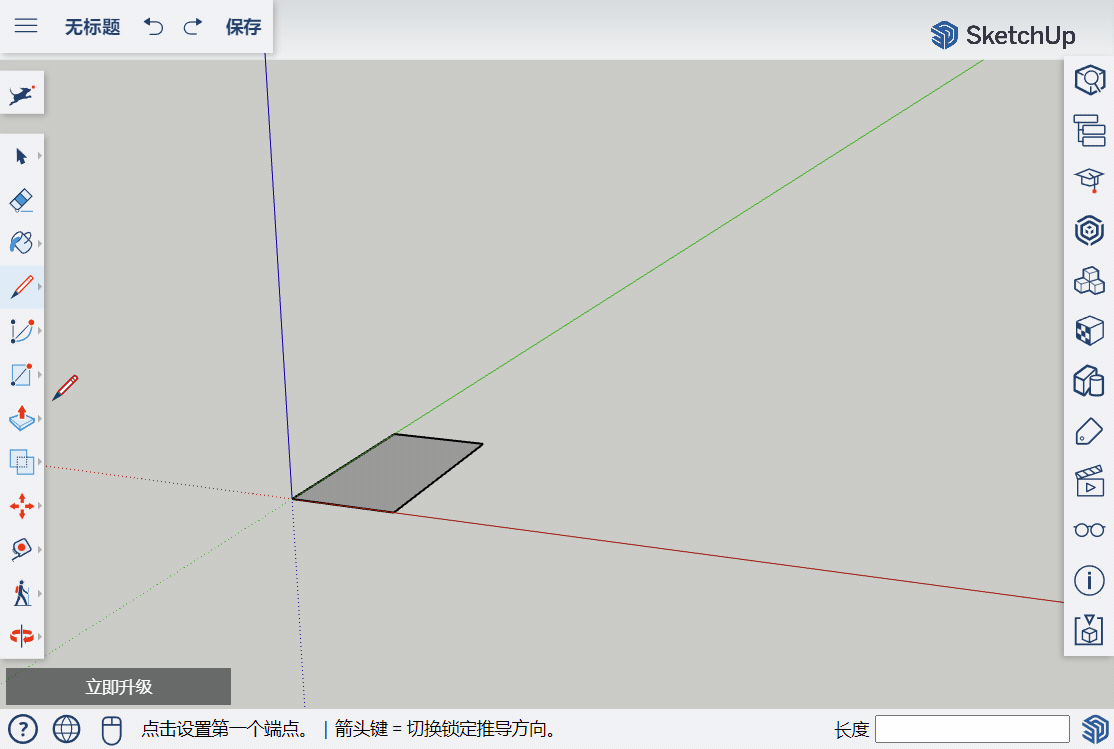 无标题
保存
SketchUp
立即升级
点击设置第一个端点。 | 箭头键 = 切换锁定推导方向。
长度